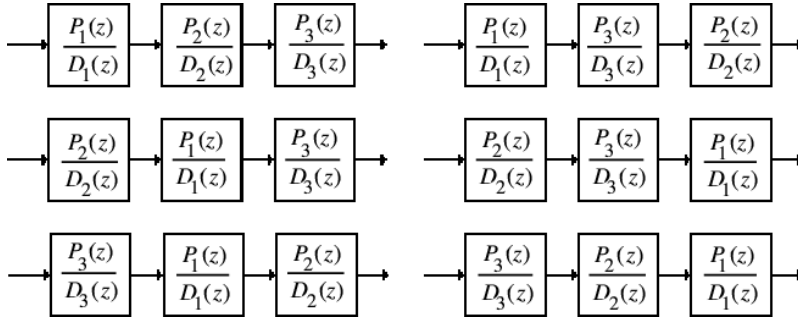 P1(z) P2(z) P3(z) P1(z) P3(z) P2(z)
D1(z) D2(z) D3(z) D1(z) D3(z) D2(z)
P2(z) P1(z) P3(z) P2(z) P3(z) P1(z)
D2(z) D1(z) D3(z) D2(z) D3(z) D1(z)
P3(z) P1(z) P2(z) P3(z) P2(z) P1(z)
D3(z) D1(z) D2(z) D3(z) D2(z) D1(z)